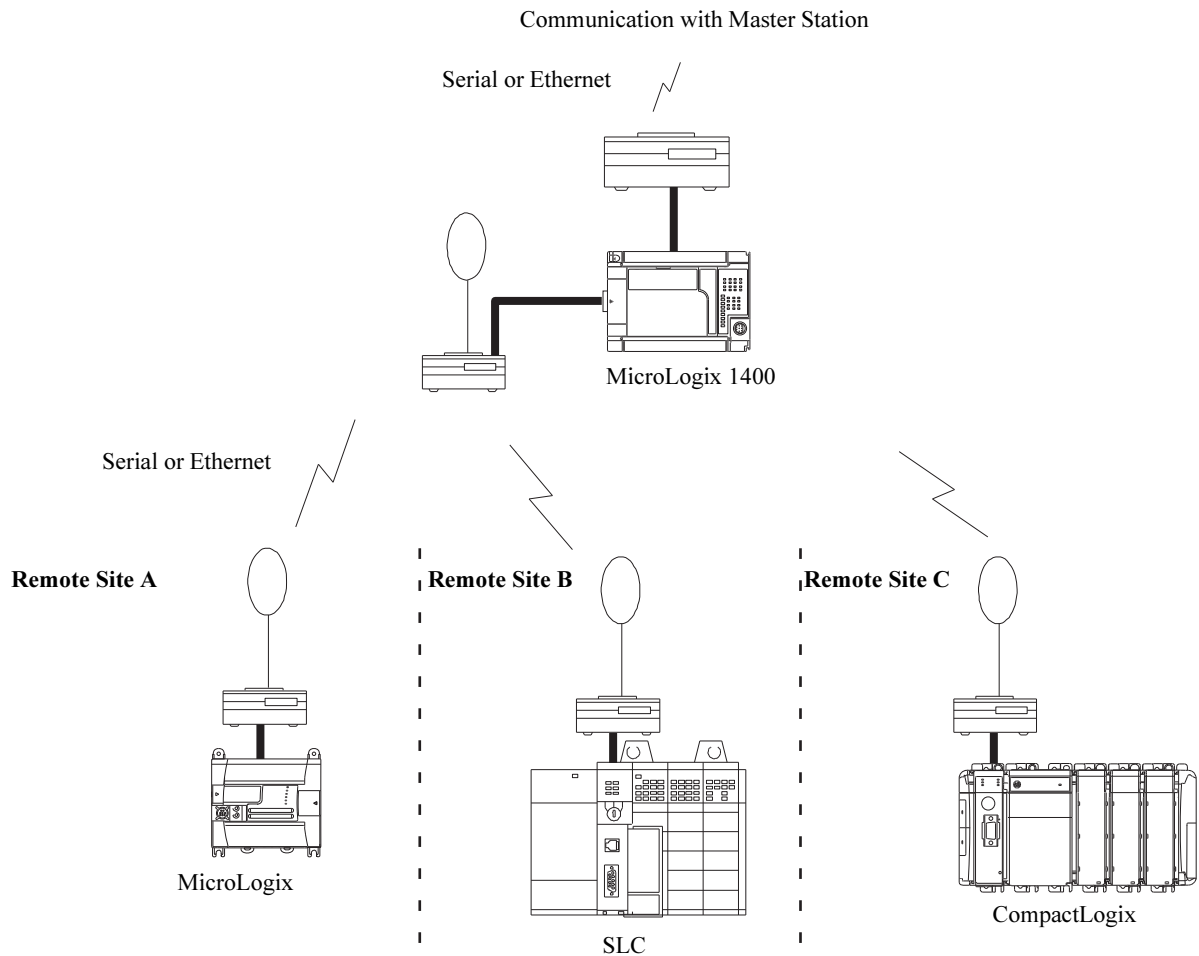 Communication with Master Station
Serial or Ethernet
MicroLogix 1400
Serial or Ethernet
Remote Site A
Remote Site B
Remote Site C
MicroLogix
SLC
CompactLogix